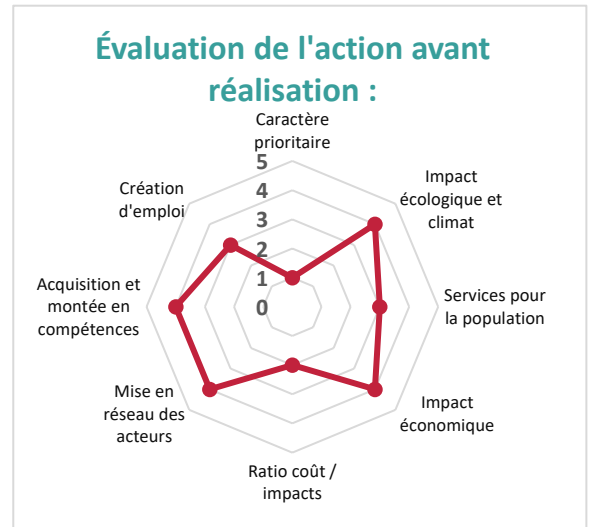 Évaluation de l'action avant
réalisation :
Caractère
prioritaire
Impact
écologique et
climat
Services pour
la population
Impact
économique
Ratio coût /
impacts
Mise en
réseau des
acteurs
Acquisition et
montée en
compétences
Création
d'emploi
5
4
3
2
1
0